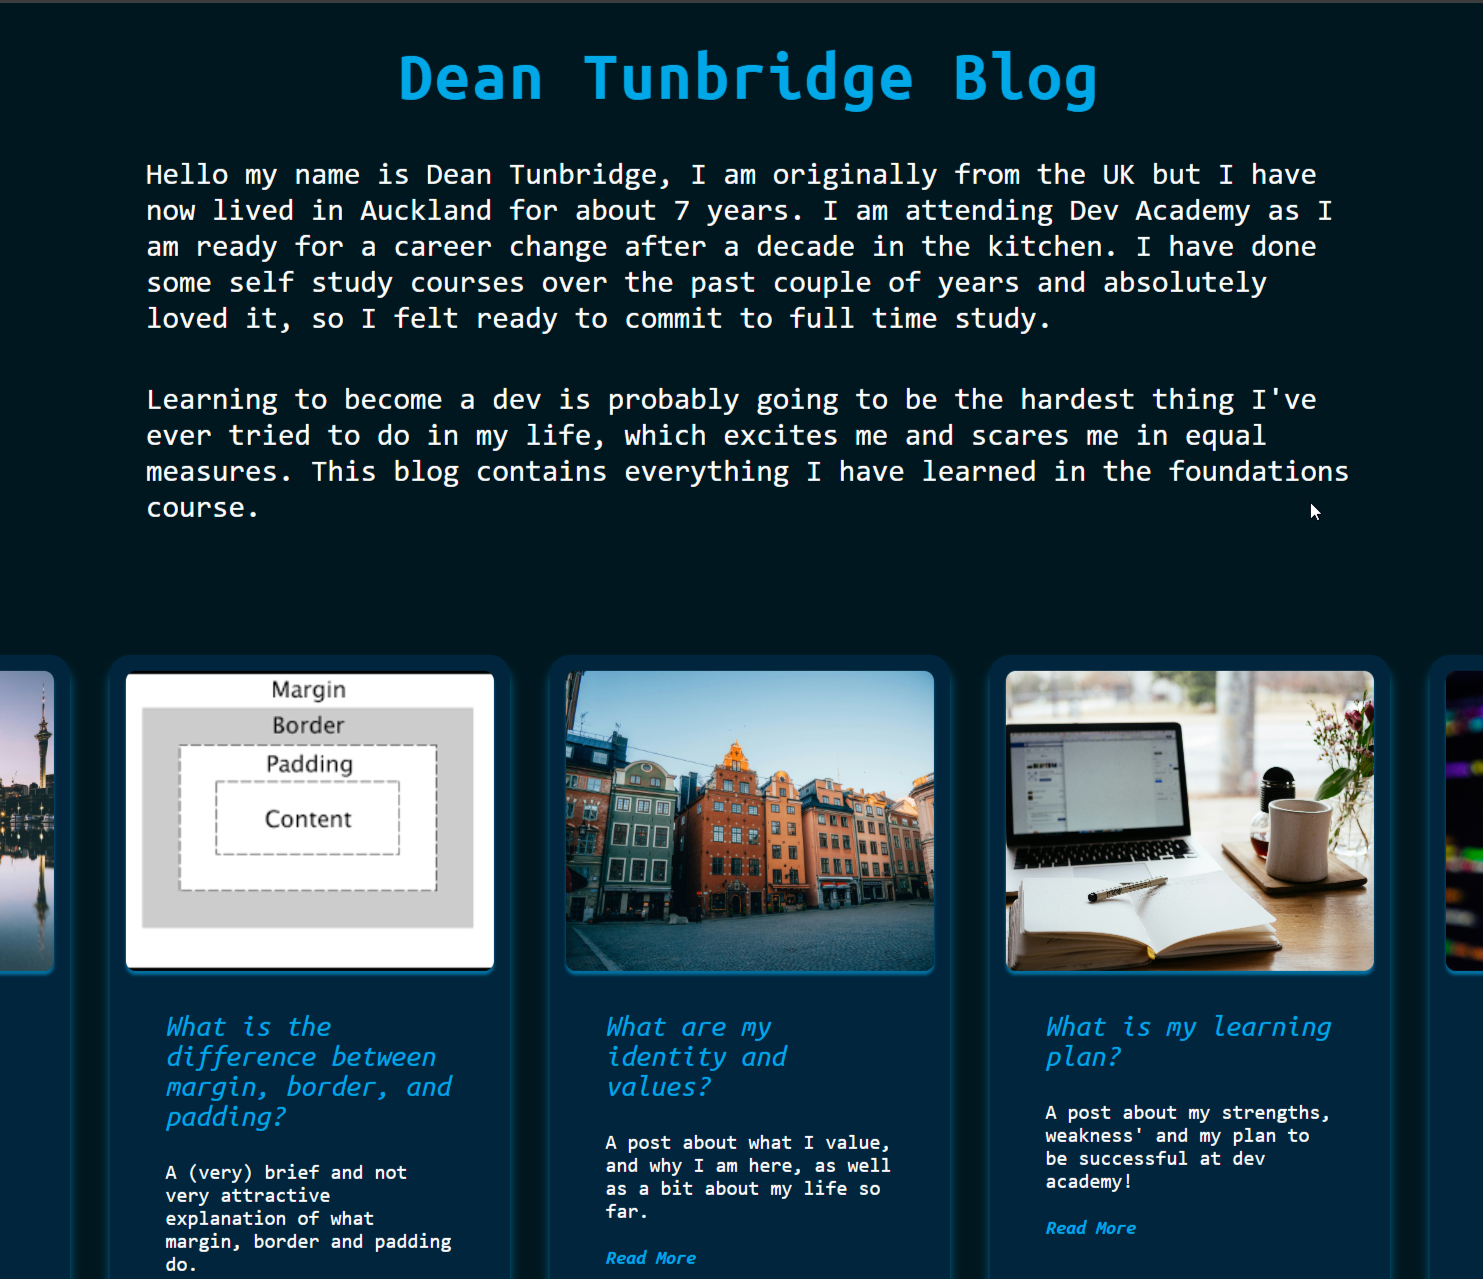 Dean Tunbridge Blog
Hello my name is Dean Tunbridge, I am originally from the UK but I have
now lived in Auckland for about 7 years. I am attending Dev Academy as I
am ready for a career change after a decade in the kitchen. I have done
some self study courses over the past couple of years and absolutely
loved it, so I felt ready to commit to full time study.
Learning to become a dev is probably going to be the hardest thing I've
ever tried to do in my life, which excites me and scares me in equal
measures. This blog contains everything I have learned in the foundations
course.
Margin
Border
Padding
Content
What is the
difference between
margin, border, and
padding?
A (very) brief and not
very attractive
explanation of what
margin, border and padding
do.
What are my
identity and
values?
A post about what I value,
and why I am here, as well
as a bit about my life so
far.
Read More
What is my learning
plan?
A post about my strengths,
weakness' and my plan to
be successful at dev
academy!
Read More